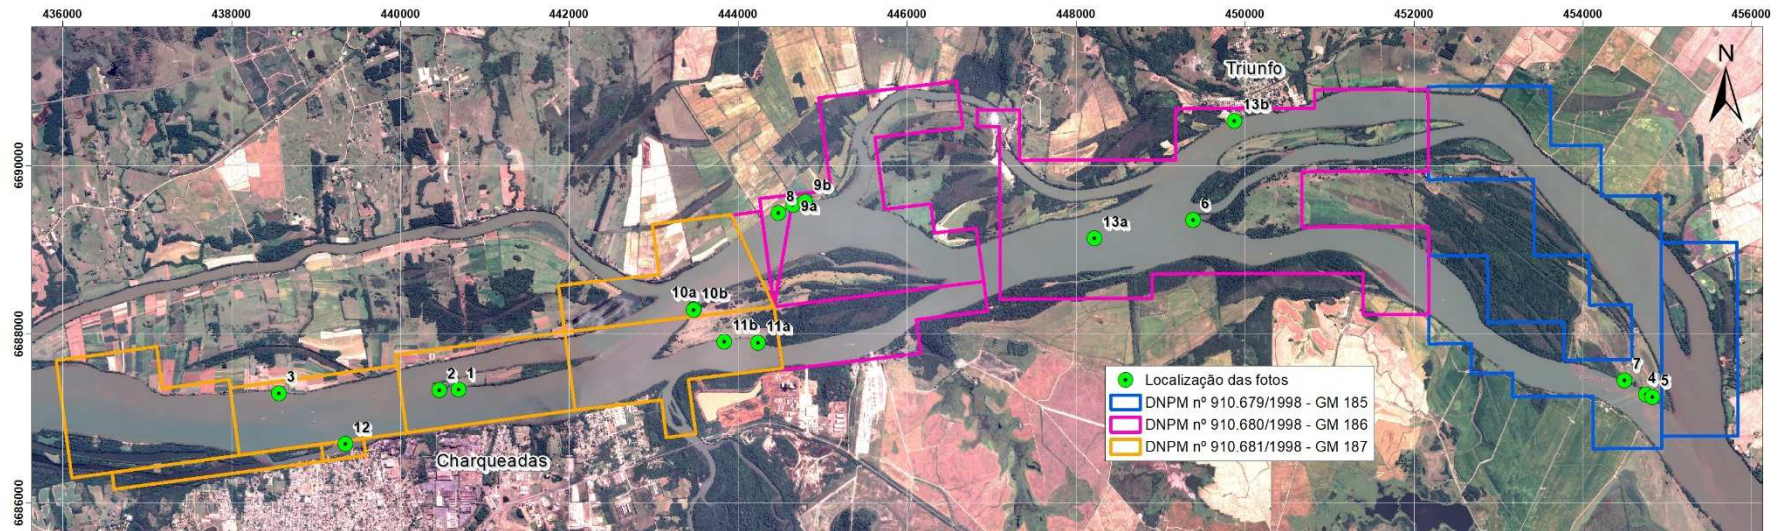 436000 438000 440000 442000 444000 446000 448000 450000 452000 454000 456000
N
Triunfo
13b
6690000 6690000
9b
8
9a
6
13a
10a 10b
11b 11a
6688000 6688000
3
2 1
7
4 5
12
Charqueadas
Localização das fotos
DNPM nº 910.679/1998 - GM 185
DNPM nº 910.680/1998 - GM 186
DNPM nº 910.681/1998 - GM 187
6686000 6686000